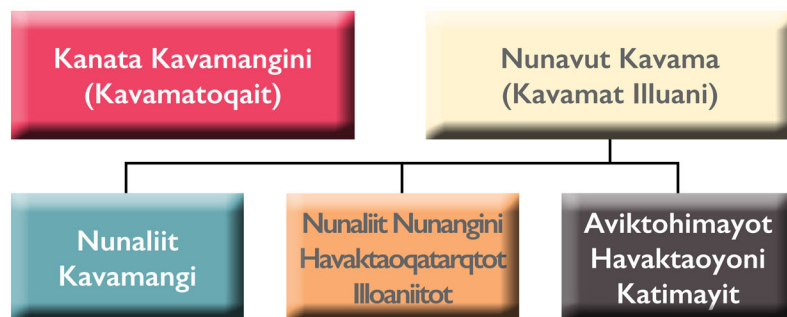 Kanata Kavamangini
(Kavamatoqait)
Nunavut Kavama
(Kavamat Illuani)
Nunaliit
Kavamangi
Nunaliit Nunangini
Havaktaoqatarqtot
Illoaniitot
Aviktohimayot
Havaktaoyoni
Katimayit